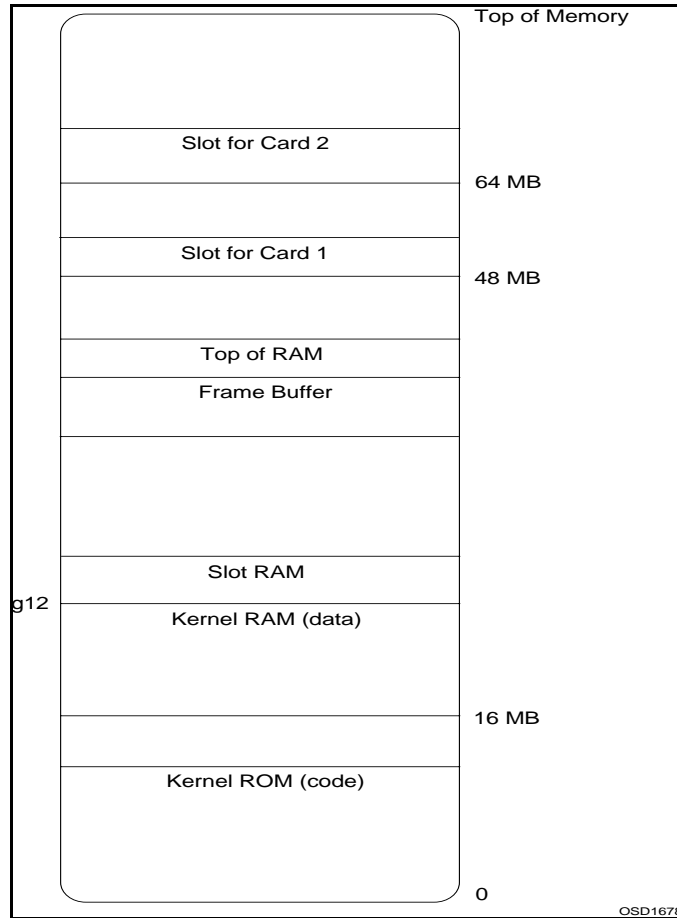 Top of Memory
Slot for Card 2
64 MB
Slot for Card 1
48 MB
Top of RAM
Frame Buffer
Slot RAM
g12
Kernel RAM (data)
16 MB
Kernel ROM (code)
0
OSD1678